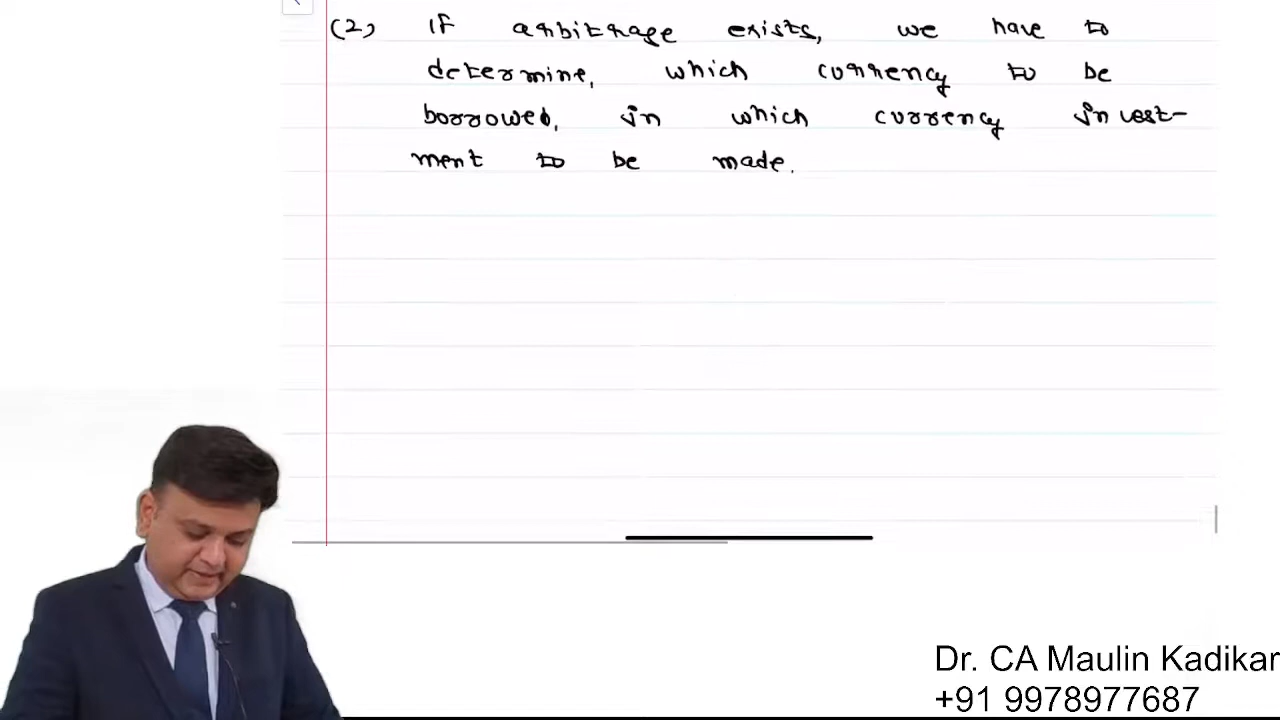 (2) If arbitrage exists, we have to
determine, which currency to be
borrowed, in which currency invest-
ment to be made.
Dr. CA Maulin Kadikar
+91 9978977687